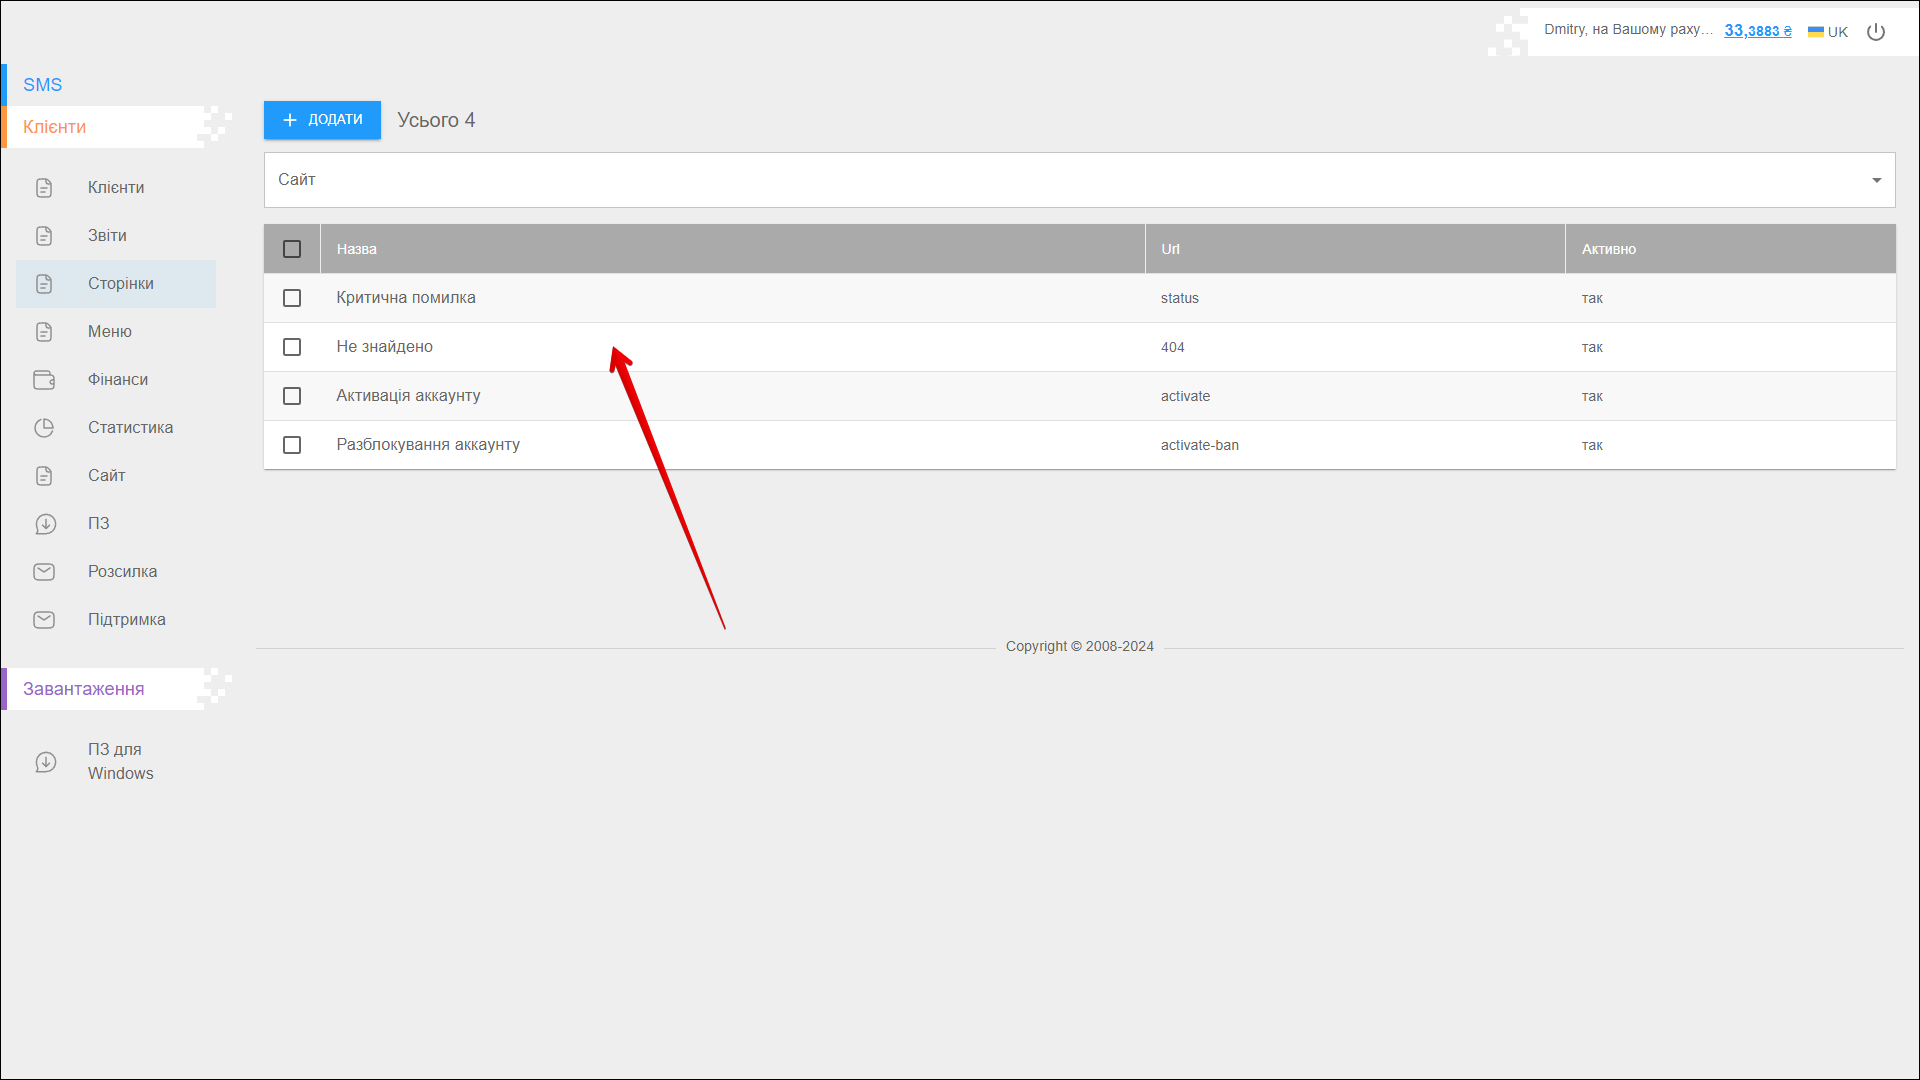 Dmitry, на Вашому раху... 33,3883 ₴ UK
SMS
Клієнти
Клієнти
Звіти
Сторінки
Меню
Фінанси
Статистика
Сайт
ПЗ
Розсилка
Підтримка
Завантаження
ПЗ для
Windows
ДОДАТИ Усього 4
Сайт
Назва Url Активно
Критична помилка status так
Не знайдено 404 так
Активація аккаунту activate так
Разблокування аккаунту activate-ban так
Copyright © 2008-2024